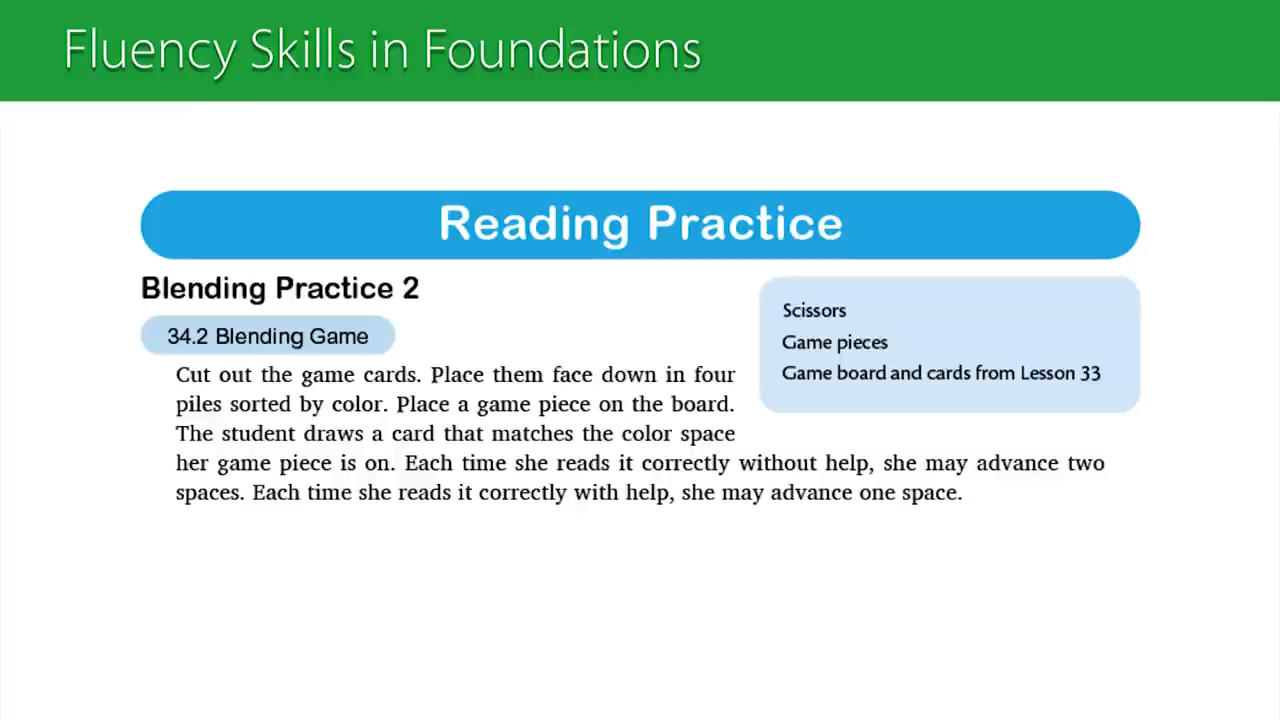 Fluency Skills in Foundations
Reading Practice
Blending Practice 2
34.2 Blending Game
Cut out the game cards. Place them face down in four
piles sorted by color. Place a game piece on the board.
The student draws a card that matches the color space
her game piece is on. Each time she reads it correctly without help, she may advance two
spaces. Each time she reads it correctly with help, she may advance one space.
Scissors
Game pieces
Game board and cards from Lesson 33